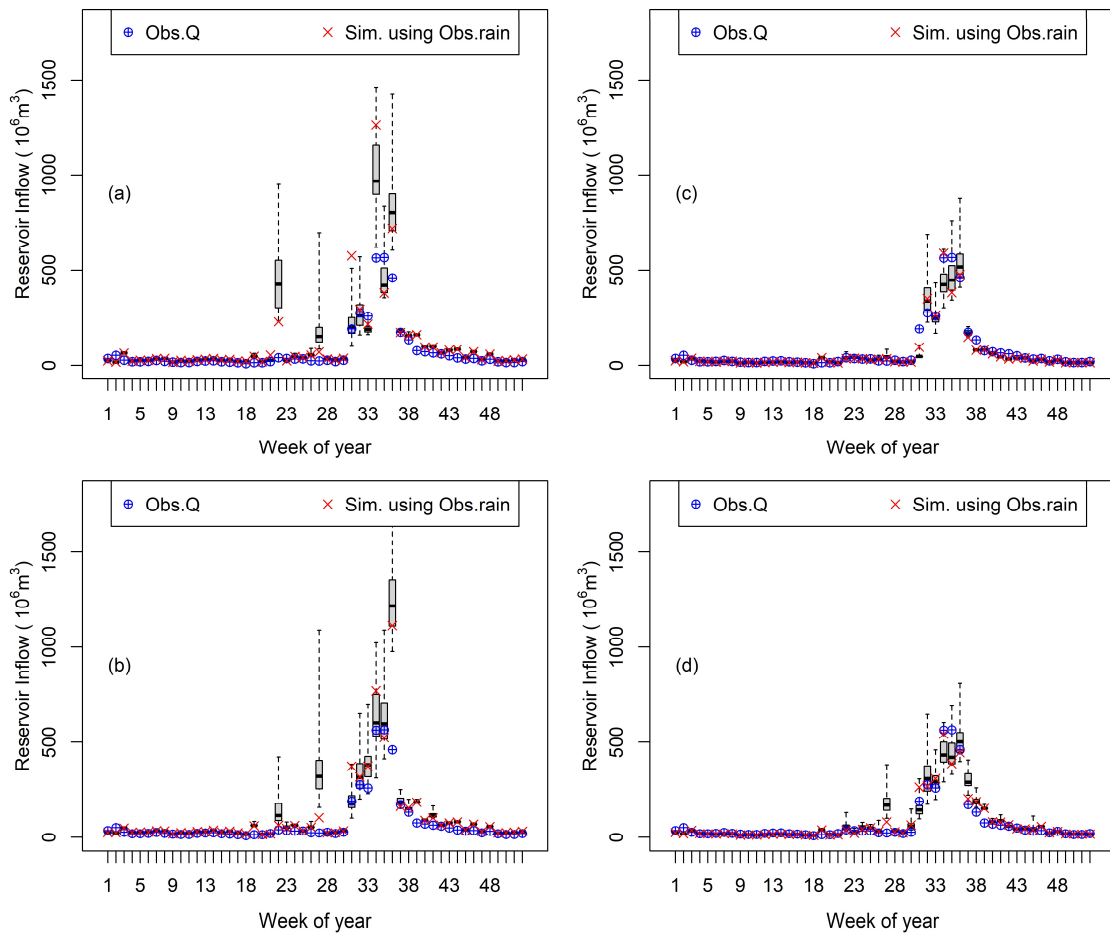 Obs.Q Sim. using Obs.rain
Reservoir Inflow ( 10⁶m³)
0 500 1000 1500
(a)
1 5 9 13 18 23 28 33 38 43 48
Week of year
Obs.Q Sim. using Obs.rain
Reservoir Inflow ( 10⁶m³)
0 500 1000 1500
(c)
1 5 9 13 18 23 28 33 38 43 48
Week of year
Obs.Q Sim. using Obs.rain
Reservoir Inflow ( 10⁶m³)
0 500 1000 1500
(b)
1 5 9 13 18 23 28 33 38 43 48
Week of year
Obs.Q Sim. using Obs.rain
Reservoir Inflow ( 10⁶m³)
0 500 1000 1500
(d)
1 5 9 13 18 23 28 33 38 43 48
Week of year